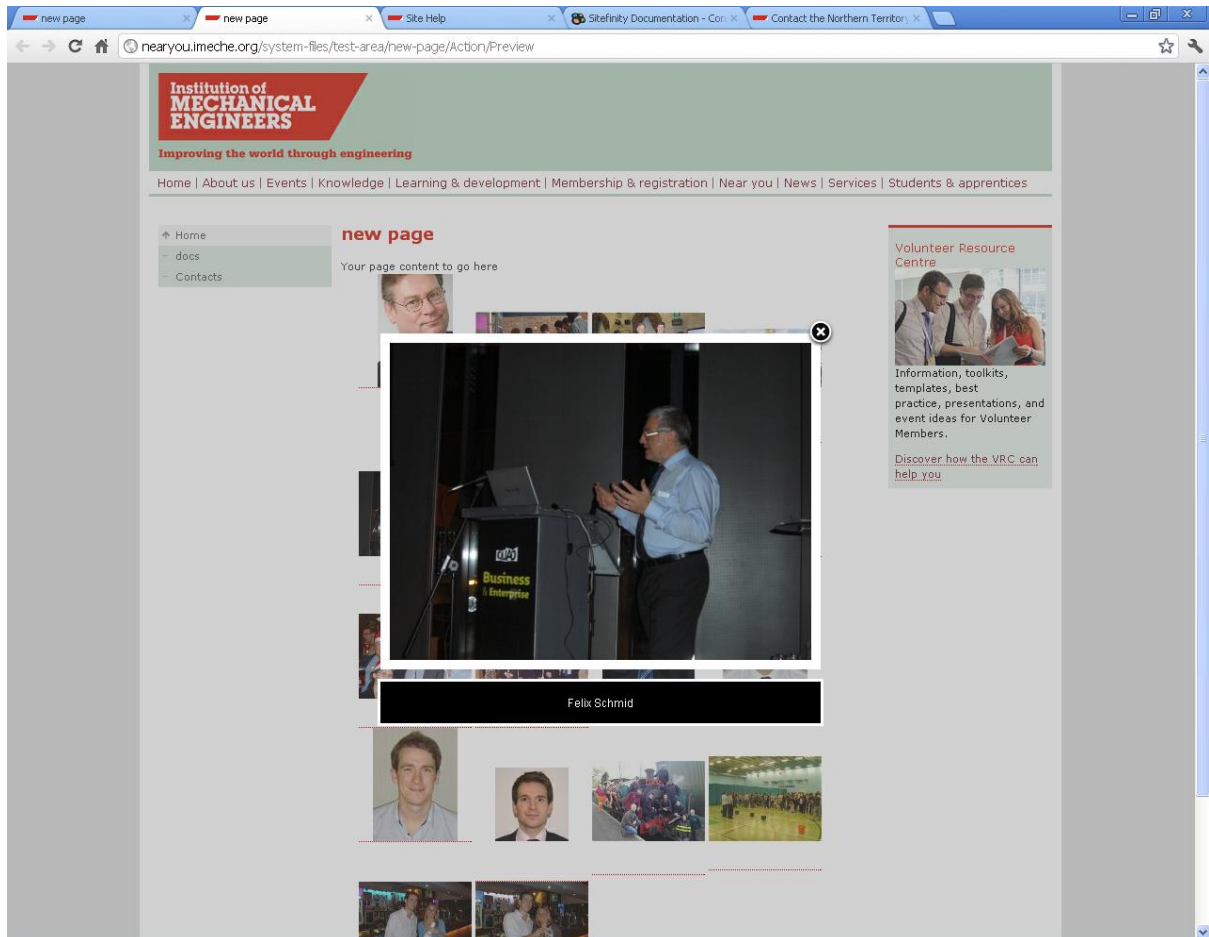 new page
new page
Site Help
Sitefinity Documentation - Con
Contact the Northern Territory
nearyou.imeche.org/system-files/test-area/new-page/Action/Preview
Institution of
MECHANICAL
ENGINEERS
Improving the world through engineering
Home | About us | Events | Knowledge | Learning & development | Membership & registration | Near you | News | Services | Students & apprentices
Home
docs
Contacts
new page
Your page content to go here
Business
& Enterprise
Felix Schmid
Volunteer Resource
Centre
Information, toolkits,
templates, best
practice, presentations, and
event ideas for Volunteer
Members.
Discover how the VRC can
help you